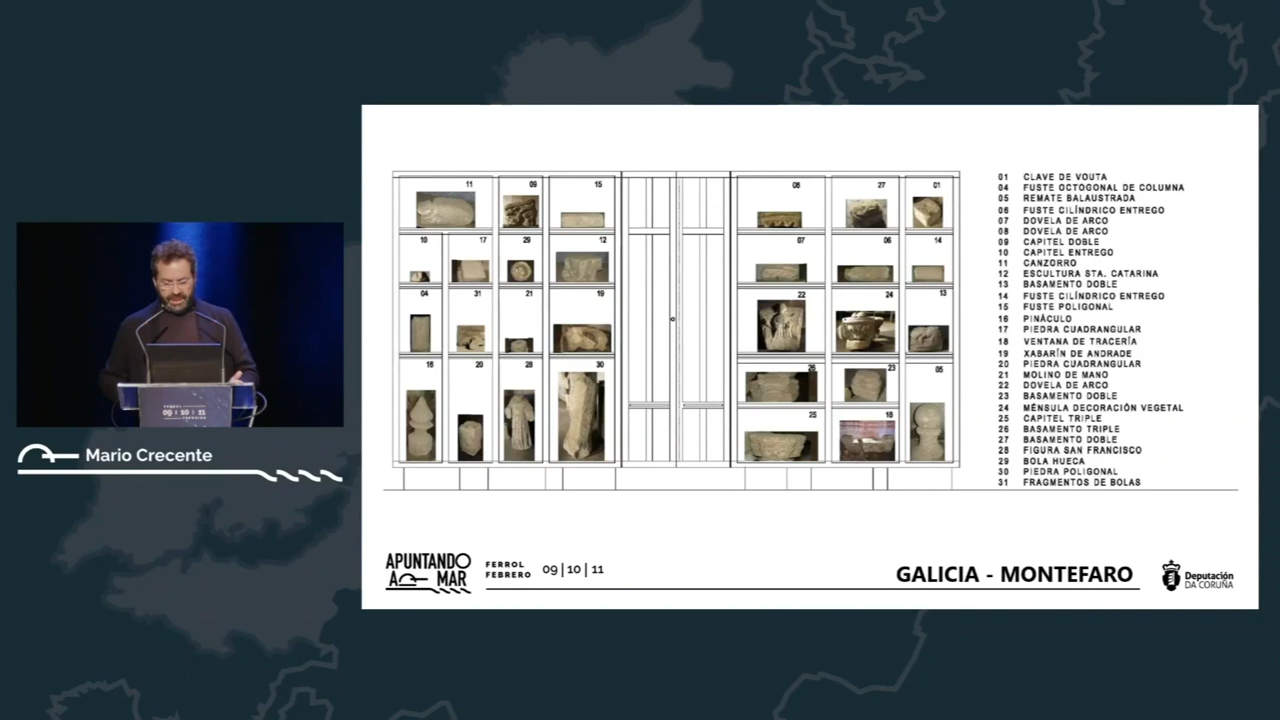 11
09
15
08
27
01
10
17
29
12
07
06
14
04
31
21
19
22
24
13
16
20
28
30
26
23
05
25
18
01 CLAVE DE VOUTA
04 FUSTE OCTOGONAL DE COLUMNA
05 REMATE BALAUSTRADA
06 FUSTE CILÍNDRICO ENTREGO
07 DOVELA DE ARCO
08 DOVELA DE ARCO
09 CAPITEL DOBLE
10 CAPITEL ENTREGO
11 CANZORRO
12 ESCULTURA STA. CATARINA
13 BASAMENTO DOBLE
14 FUSTE CILÍNDRICO ENTREGO
15 FUSTE POLIGONAL
16 PINÁCULO
17 PIEDRA CUADRANGULAR
18 VENTANA DE TRACERÍA
19 XABARÍN DE ANDRADE
20 PIEDRA CUADRANGULAR
21 MOLINO DE MANO
22 DOVELA DE ARCO
23 BASAMENTO DOBLE
24 MÉNSULA DECORACIÓN VEGETAL
25 CAPITEL TRIPLE
26 BASAMENTO TRIPLE
27 BASAMENTO DOBLE
28 FIGURA SAN FRANCISCO
29 BOLA HUECA
30 PIEDRA POLIGONAL
31 FRAGMENTOS DE BOLAS
FERROL
09 | 10 | 11
FEBRERO
Mario Crecente
APUNTANDO
A MAR
FERROL
FEBRERO
09 | 10 | 11
GALICIA - MONTEFARO
Deputación
DA CORUÑA